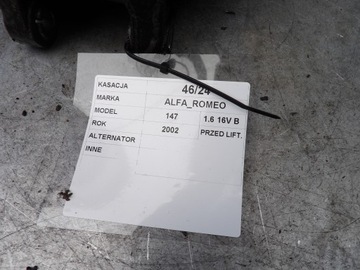 KASACJA 46/24
MARKA ALFA_ROMEO
MODEL 147 1.6 16V B
ROK 2002 PRZED LIFT.
ALTERNATOR
INNE